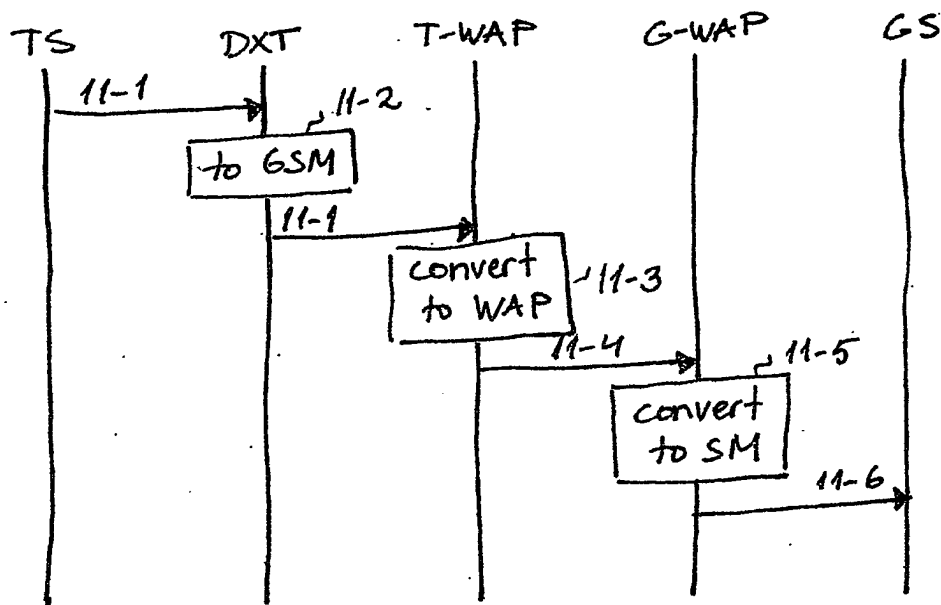 TS DXT T-WAP G-WAP GS
11-1
11-2
to GSM
11-1
convert
to WAP
11-3
11-4
11-5
convert
to SM
11-6